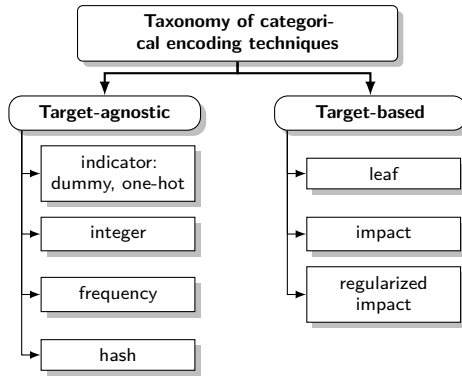 Taxonomy of categori-
cal encoding techniques
Target-agnostic
indicator:
dummy, one-hot
integer
frequency
hash
Target-based
leaf
impact
regularized
impact